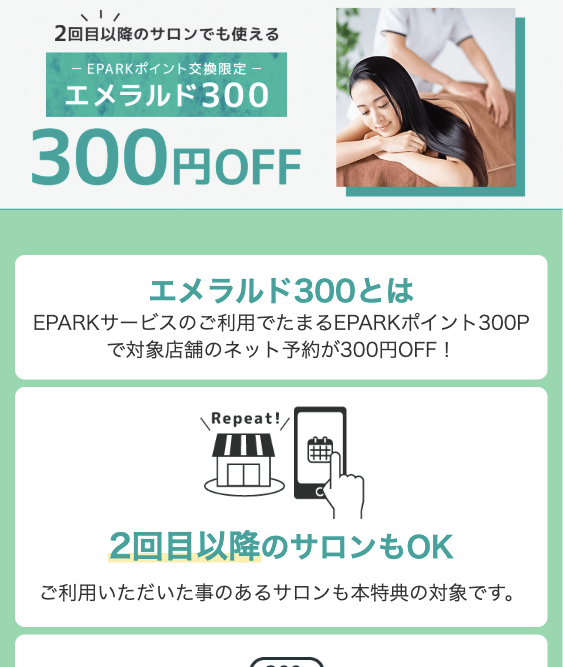 2回目以降のサロンでも使える
－ EPARKポイント交換限定 －
エメラルド300
300円OFF
エメラルド300とは
EPARKサービスのご利用でたまるEPARKポイント300P
で対象店舗のネット予約が300円OFF！
Repeat!
2回目以降のサロンもOK
ご利用いただいた事のあるサロンも本特典の対象です。